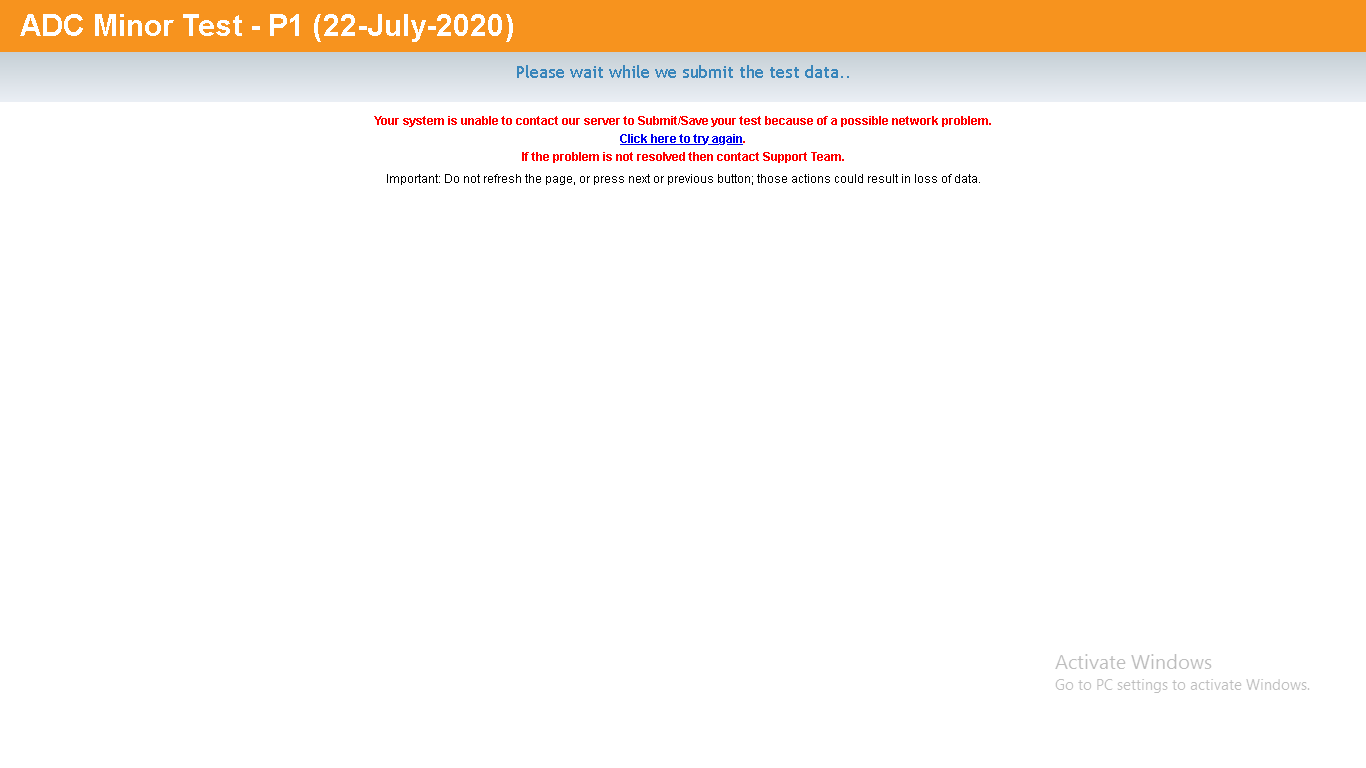 ADC Minor Test - P1 (22-July-2020)
Please wait while we submit the test data..
Your system is unable to contact our server to Submit/Save your test because of a possible network problem.
Click here to try again.
If the problem is not resolved then contact Support Team.
Important: Do not refresh the page, or press next or previous button; those actions could result in loss of data.
Activate Windows
Go to PC settings to activate Windows.